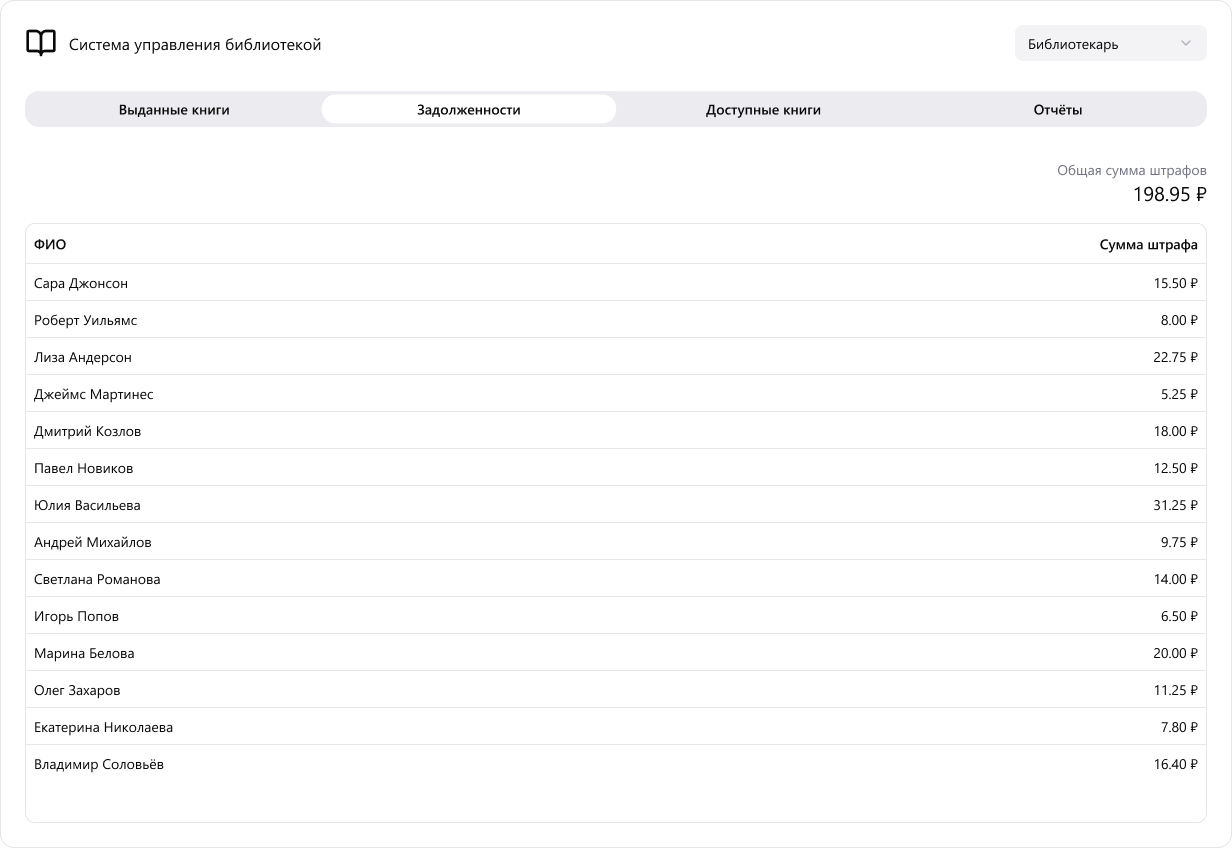 Система управления библиотекой
Библиотекарь
Выданные книги
Задолженности
Доступные книги
Отчёты
Общая сумма штрафов
198.95 ₽
ФИО Сумма штрафа
Сара Джонсон 15.50 ₽
Роберт Уильямс 8.00 ₽
Лиза Андерсон 22.75 ₽
Джеймс Мартинес 5.25 ₽
Дмитрий Козлов 18.00 ₽
Павел Новиков 12.50 ₽
Юлия Васильева 31.25 ₽
Андрей Михайлов 9.75 ₽
Светлана Романова 14.00 ₽
Игорь Попов 6.50 ₽
Марина Белова 20.00 ₽
Олег Захаров 11.25 ₽
Екатерина Николаева 7.80 ₽
Владимир Соловьёв 16.40 ₽